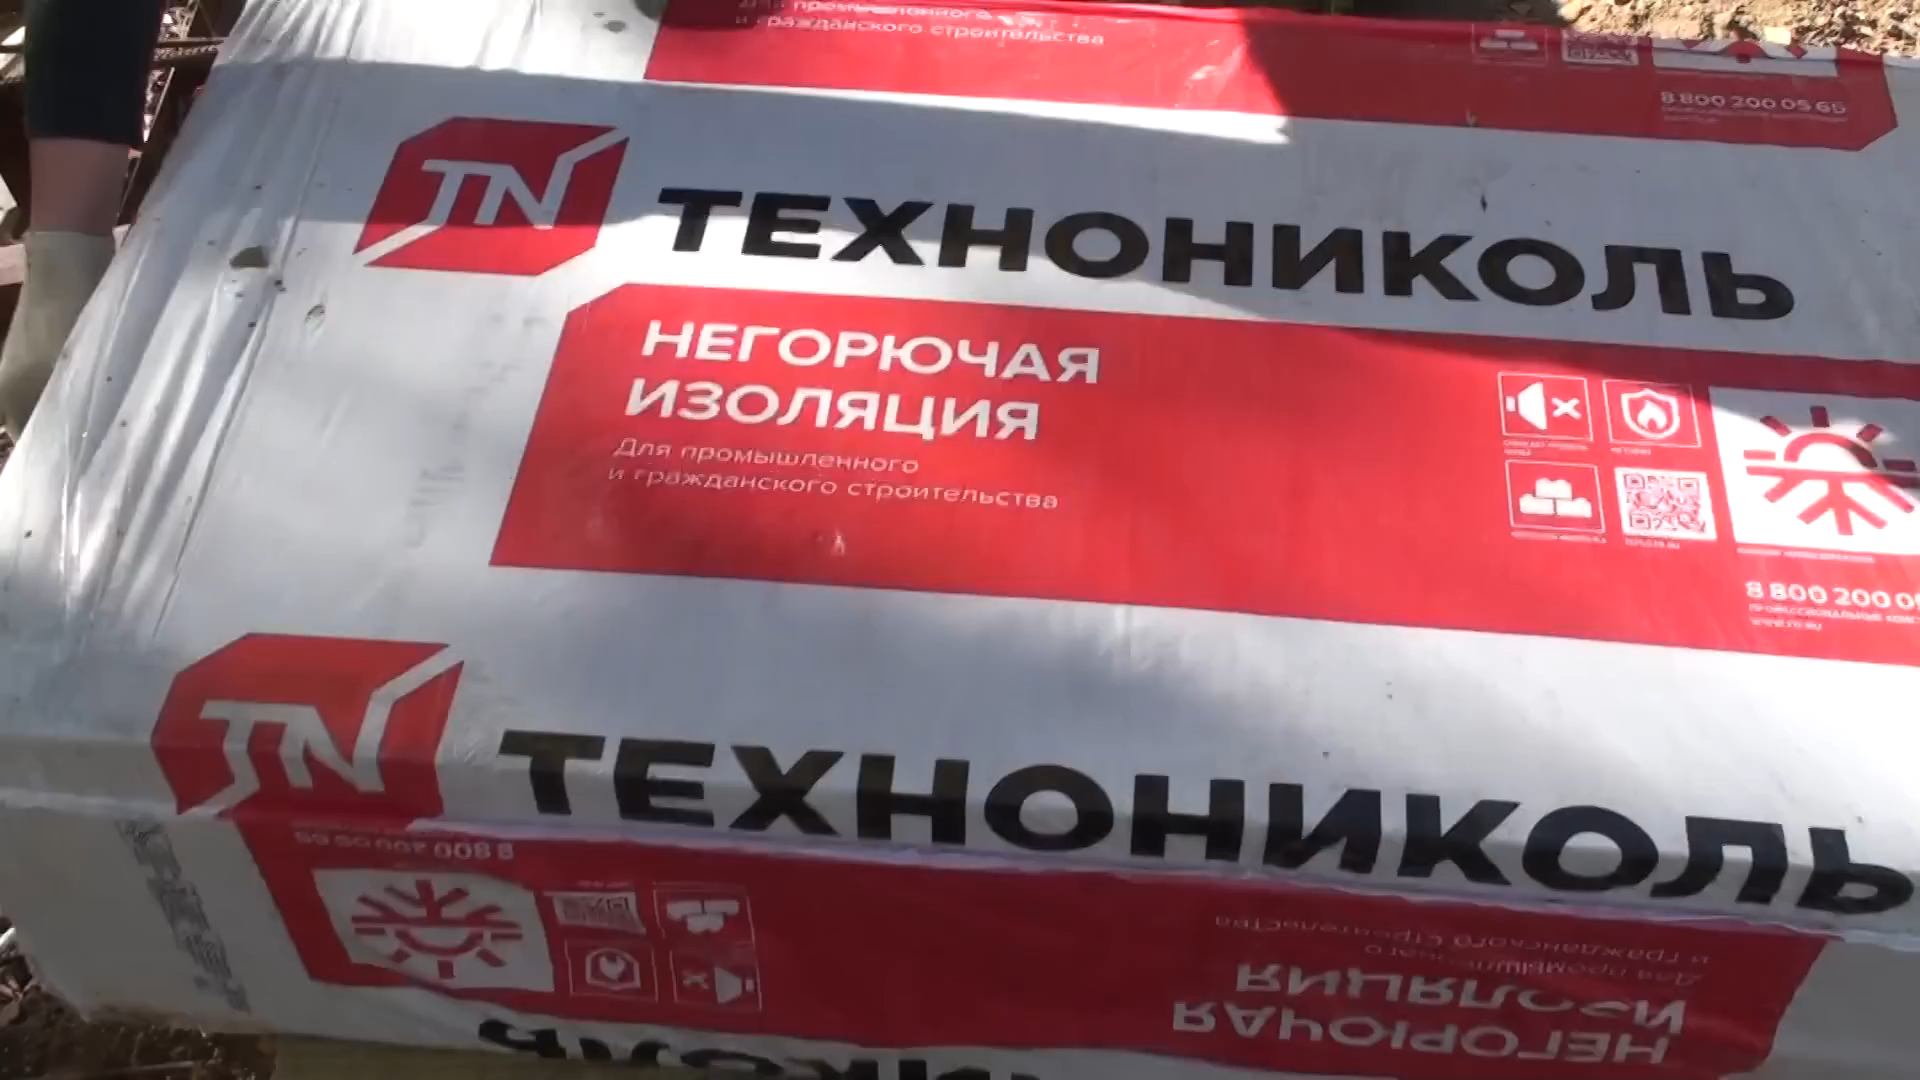 Для промышленного
и гражданского строительства
8 800 200 05 65
TN ТЕХНОНИКОЛЬ
НЕГОРЮЧАЯ
ИЗОЛЯЦИЯ
Для промышленного
и гражданского строительства
8 800 200 0
TN ТЕХНОНИКОЛЬ
8 800 200 05 65
НЕГОРЮЧАЯ
ИЗОЛЯЦИЯ
Для промышленного
и гражданского строительства